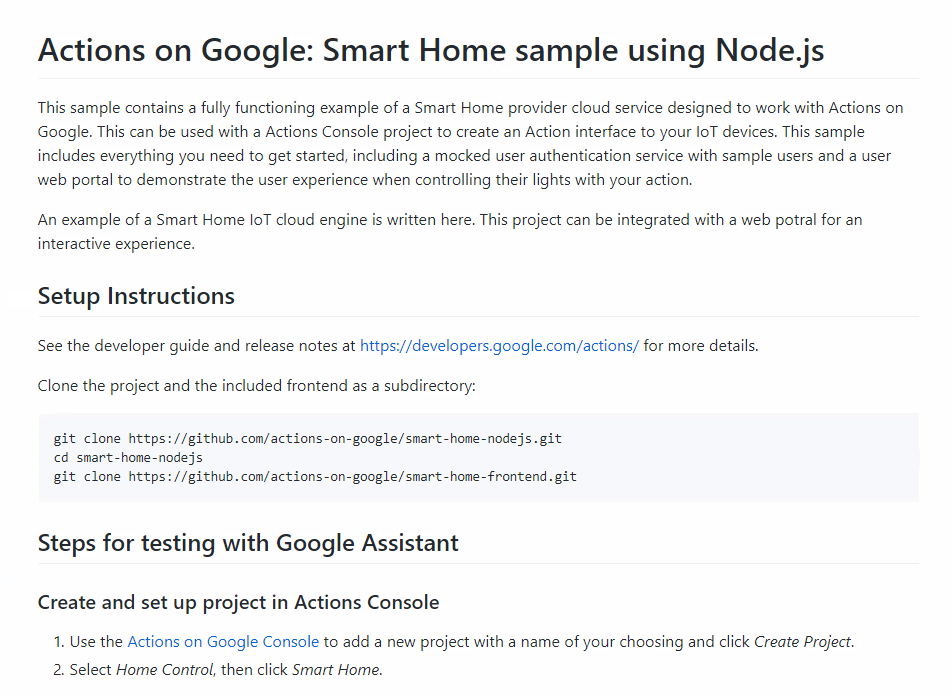 Actions on Google: Smart Home sample using Node.js
This sample contains a fully functioning example of a Smart Home provider cloud service designed to work with Actions on
Google. This can be used with a Actions Console project to create an Action interface to your IoT devices. This sample
includes everything you need to get started, including a mocked user authentication service with sample users and a user
web portal to demonstrate the user experience when controlling their lights with your action.
An example of a Smart Home IoT cloud engine is written here. This project can be integrated with a web potral for an
interactive experience.
Setup Instructions
See the developer guide and release notes at https://developers.google.com/actions/ for more details.
Clone the project and the included frontend as a subdirectory:
git clone https://github.com/actions-on-google/smart-home-nodejs.git
cd smart-home-nodejs
git clone https://github.com/actions-on-google/smart-home-frontend.git
Steps for testing with Google Assistant
Create and set up project in Actions Console
1. Use the Actions on Google Console to add a new project with a name of your choosing and click Create Project.
2. Select Home Control, then click Smart Home.